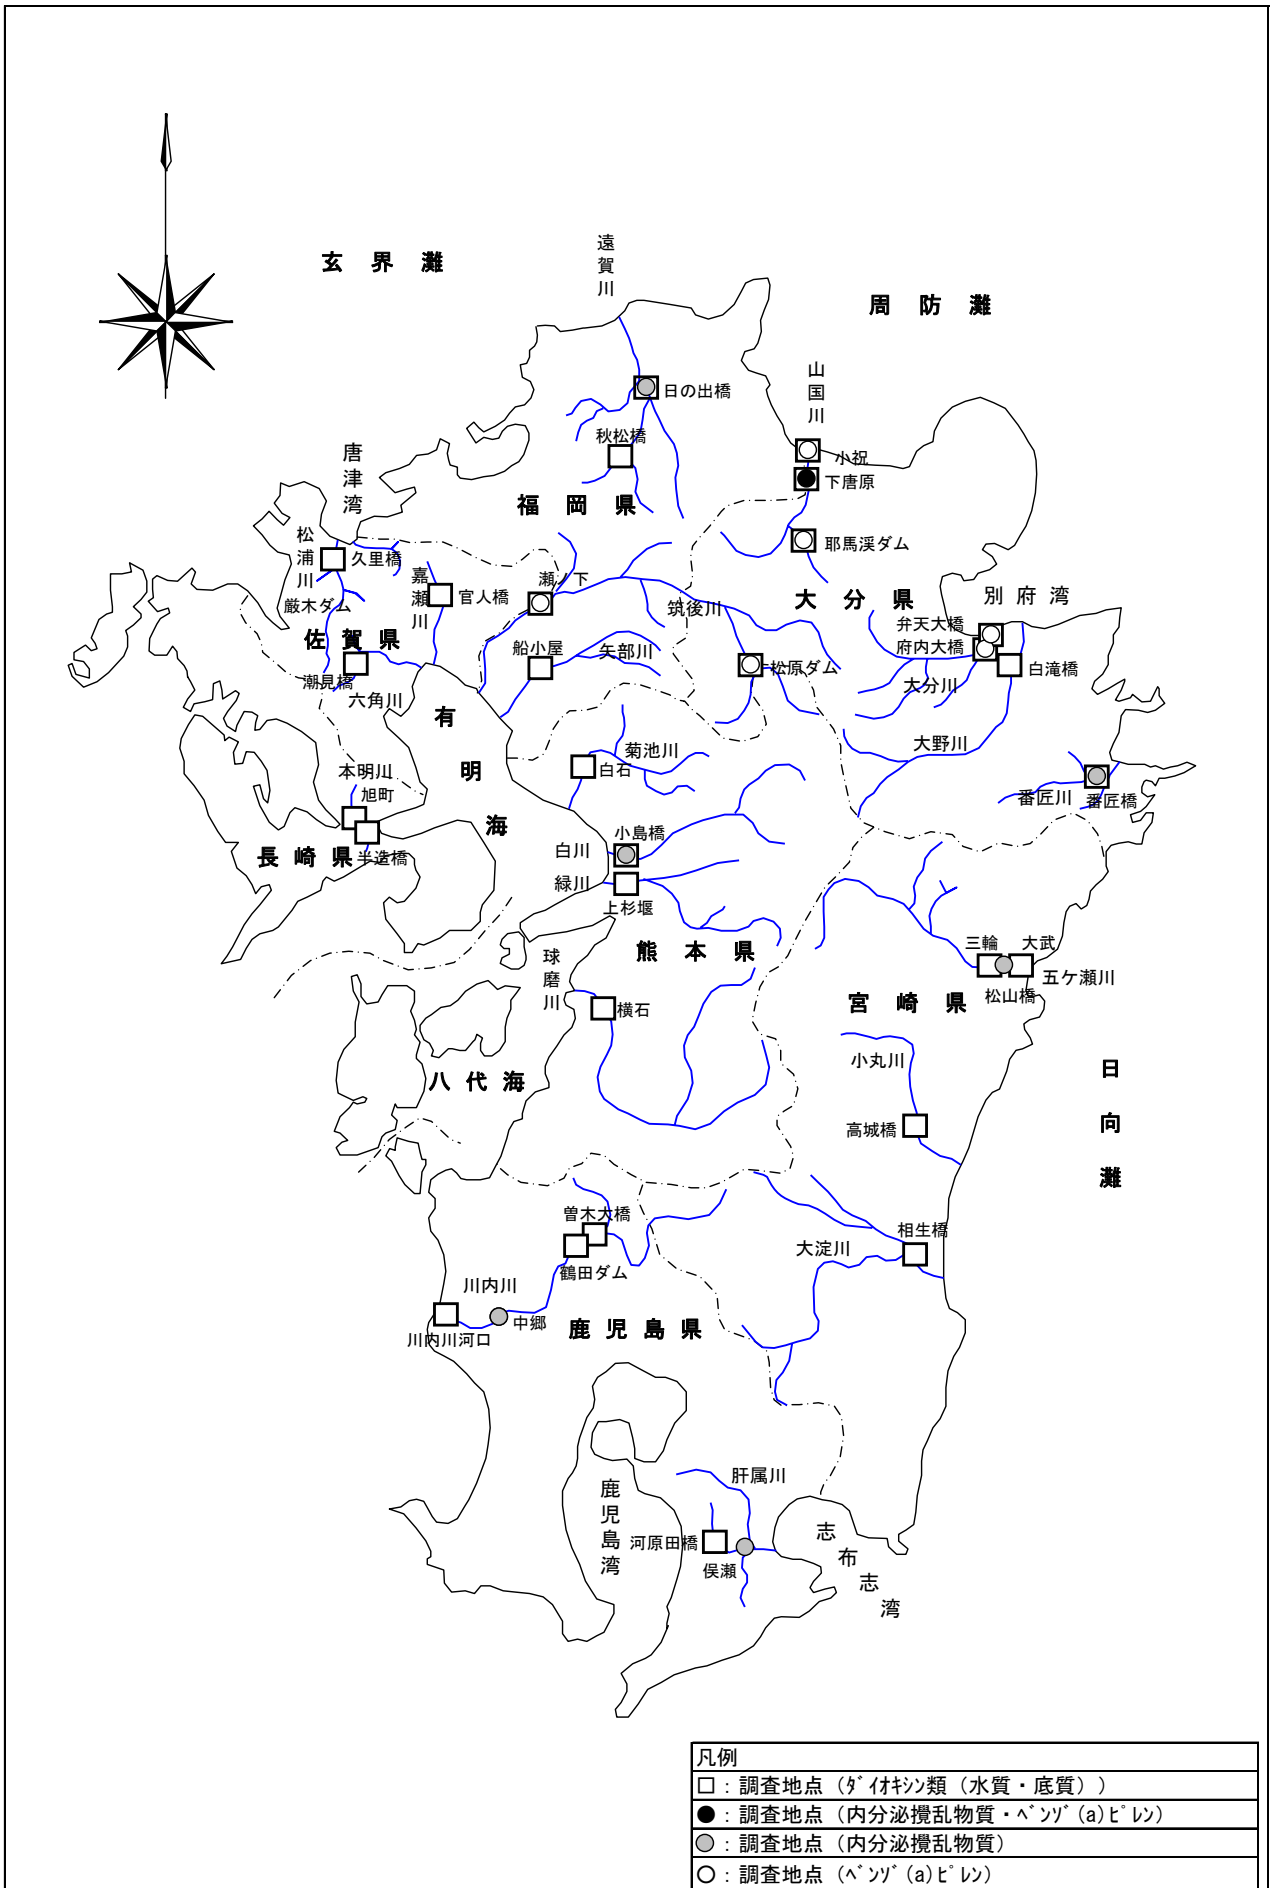 遠賀川
玄界灘
周防灘
山国川
日の出橋
秋松橋
小祝
唐津湾
下唐原
福岡県
松浦川
久里橋
耶馬渓ダム
嘉瀬川
瀬ノ下
官人橋
厳木ダム
筑後川
大分県
別府湾
弁天大橋
佐賀県
府内大橋
船小屋
矢部川
松原ダム
白滝橋
潮見橋
大分川
六角川
有明海
大野川
菊池川
白石
本明川
旭町
番匠川
番匠橋
小島橋
長崎県
半造橋
白川
緑川
上杉堰
熊本県
三輪
大武
球磨川
五ケ瀬川
松山橋
宮崎県
横石
小丸川
八代海
日向灘
高城橋
曽木大橋
相生橋
大淀川
鶴田ダム
川内川
中郷
鹿児島県
川内川河口
肝属川
鹿児島湾
志布志湾
河原田橋
俣瀬
凡例
□：調査地点（ﾀﾞｲｵｷｼﾝ類（水質・底質））
●：調査地点（内分泌攪乱物質・ﾍﾞﾝｿﾞ(a)ﾋﾟﾚﾝ）
●：調査地点（内分泌攪乱物質）
○：調査地点（ﾍﾞﾝｿﾞ(a)ﾋﾟﾚﾝ）